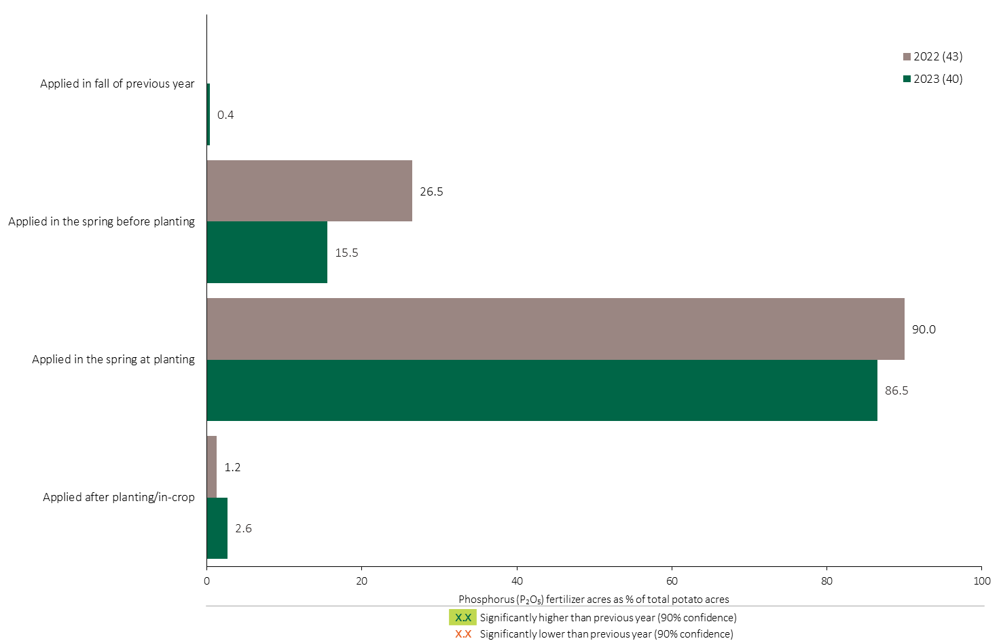 2022 (43)
2023 (40)
Applied in fall of previous year
0.4
Applied in the spring before planting
26.5
15.5
Applied in the spring at planting
90.0
86.5
Applied after planting/in-crop
1.2
2.6
0 20 40 60 80 100
Phosphorus (P₂O₅) fertilizer acres as % of total potato acres
X.X Significantly higher than previous year (90% confidence)
X.X Significantly lower than previous year (90% confidence)